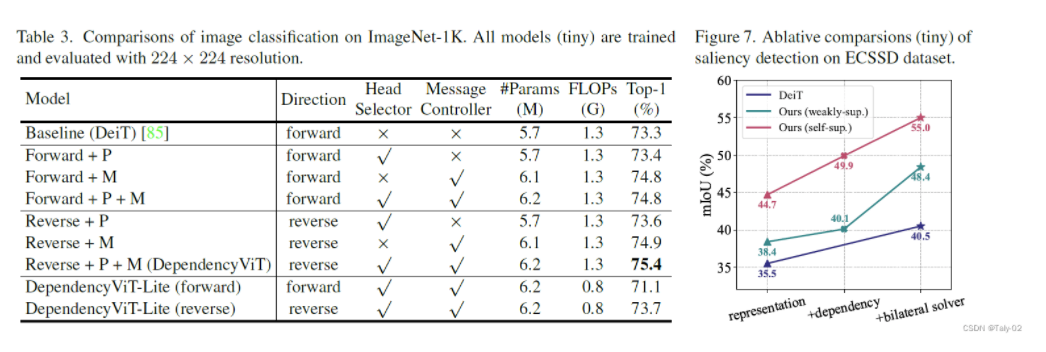 Table 3. Comparisons of image classification on ImageNet-1K. All models (tiny) are trained
and evaluated with 224 × 224 resolution.
Model Direction Head Selector Message Controller #Params (M) FLOPs (G) Top-1 (%)
Baseline (DeiT) [85] forward × × 5.7 1.3 73.3
Forward + P forward ✓ × 5.7 1.3 73.4
Forward + M forward × ✓ 6.1 1.3 74.8
Forward + P + M forward ✓ ✓ 6.2 1.3 74.8
Reverse + P reverse ✓ × 5.7 1.3 73.6
Reverse + M reverse × ✓ 6.1 1.3 74.9
Reverse + P + M (DependencyViT) reverse ✓ ✓ 6.2 1.3 75.4
DependencyViT-Lite (forward) forward ✓ ✓ 6.2 0.8 71.1
DependencyViT-Lite (reverse) reverse ✓ ✓ 6.2 0.8 73.7
Figure 7. Ablative comparsions (tiny) of
saliency detection on ECSSD dataset.
60
55
50
45
40
35
mIoU (%)
DeiT
Ours (weakly-sup.)
Ours (self-sup.)
55.0
49.9
48.4
44.7
40.1
40.5
38.4
35.5
representation
+dependency
+bilateral solver
CSDN @Taly-02